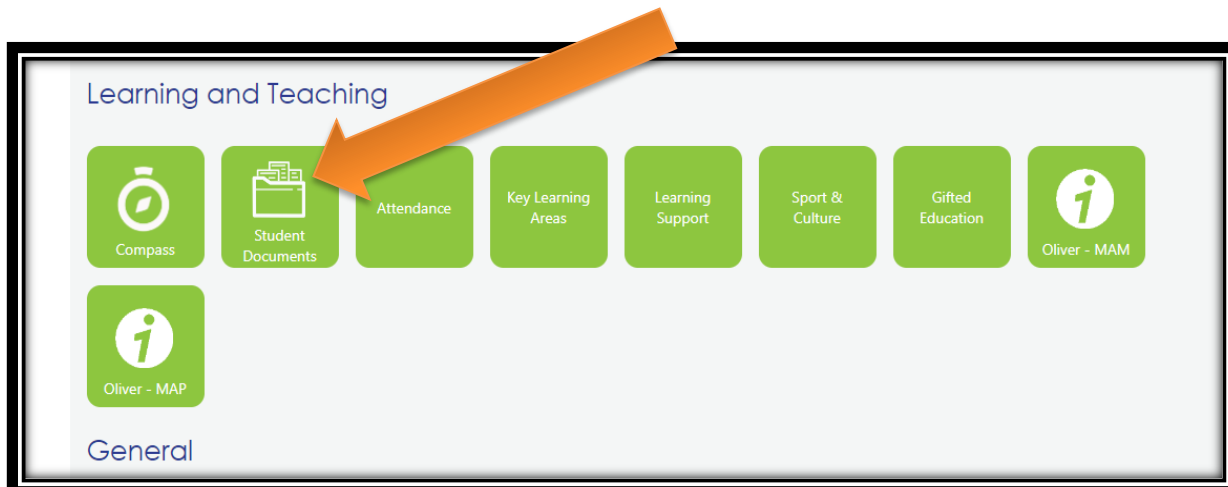 Learning and Teaching
Compass
Student
Documents
Attendance
Key Learning
Areas
Learning
Support
Sport &
Culture
Gifted
Education
Oliver - MAM
Oliver - MAP
General